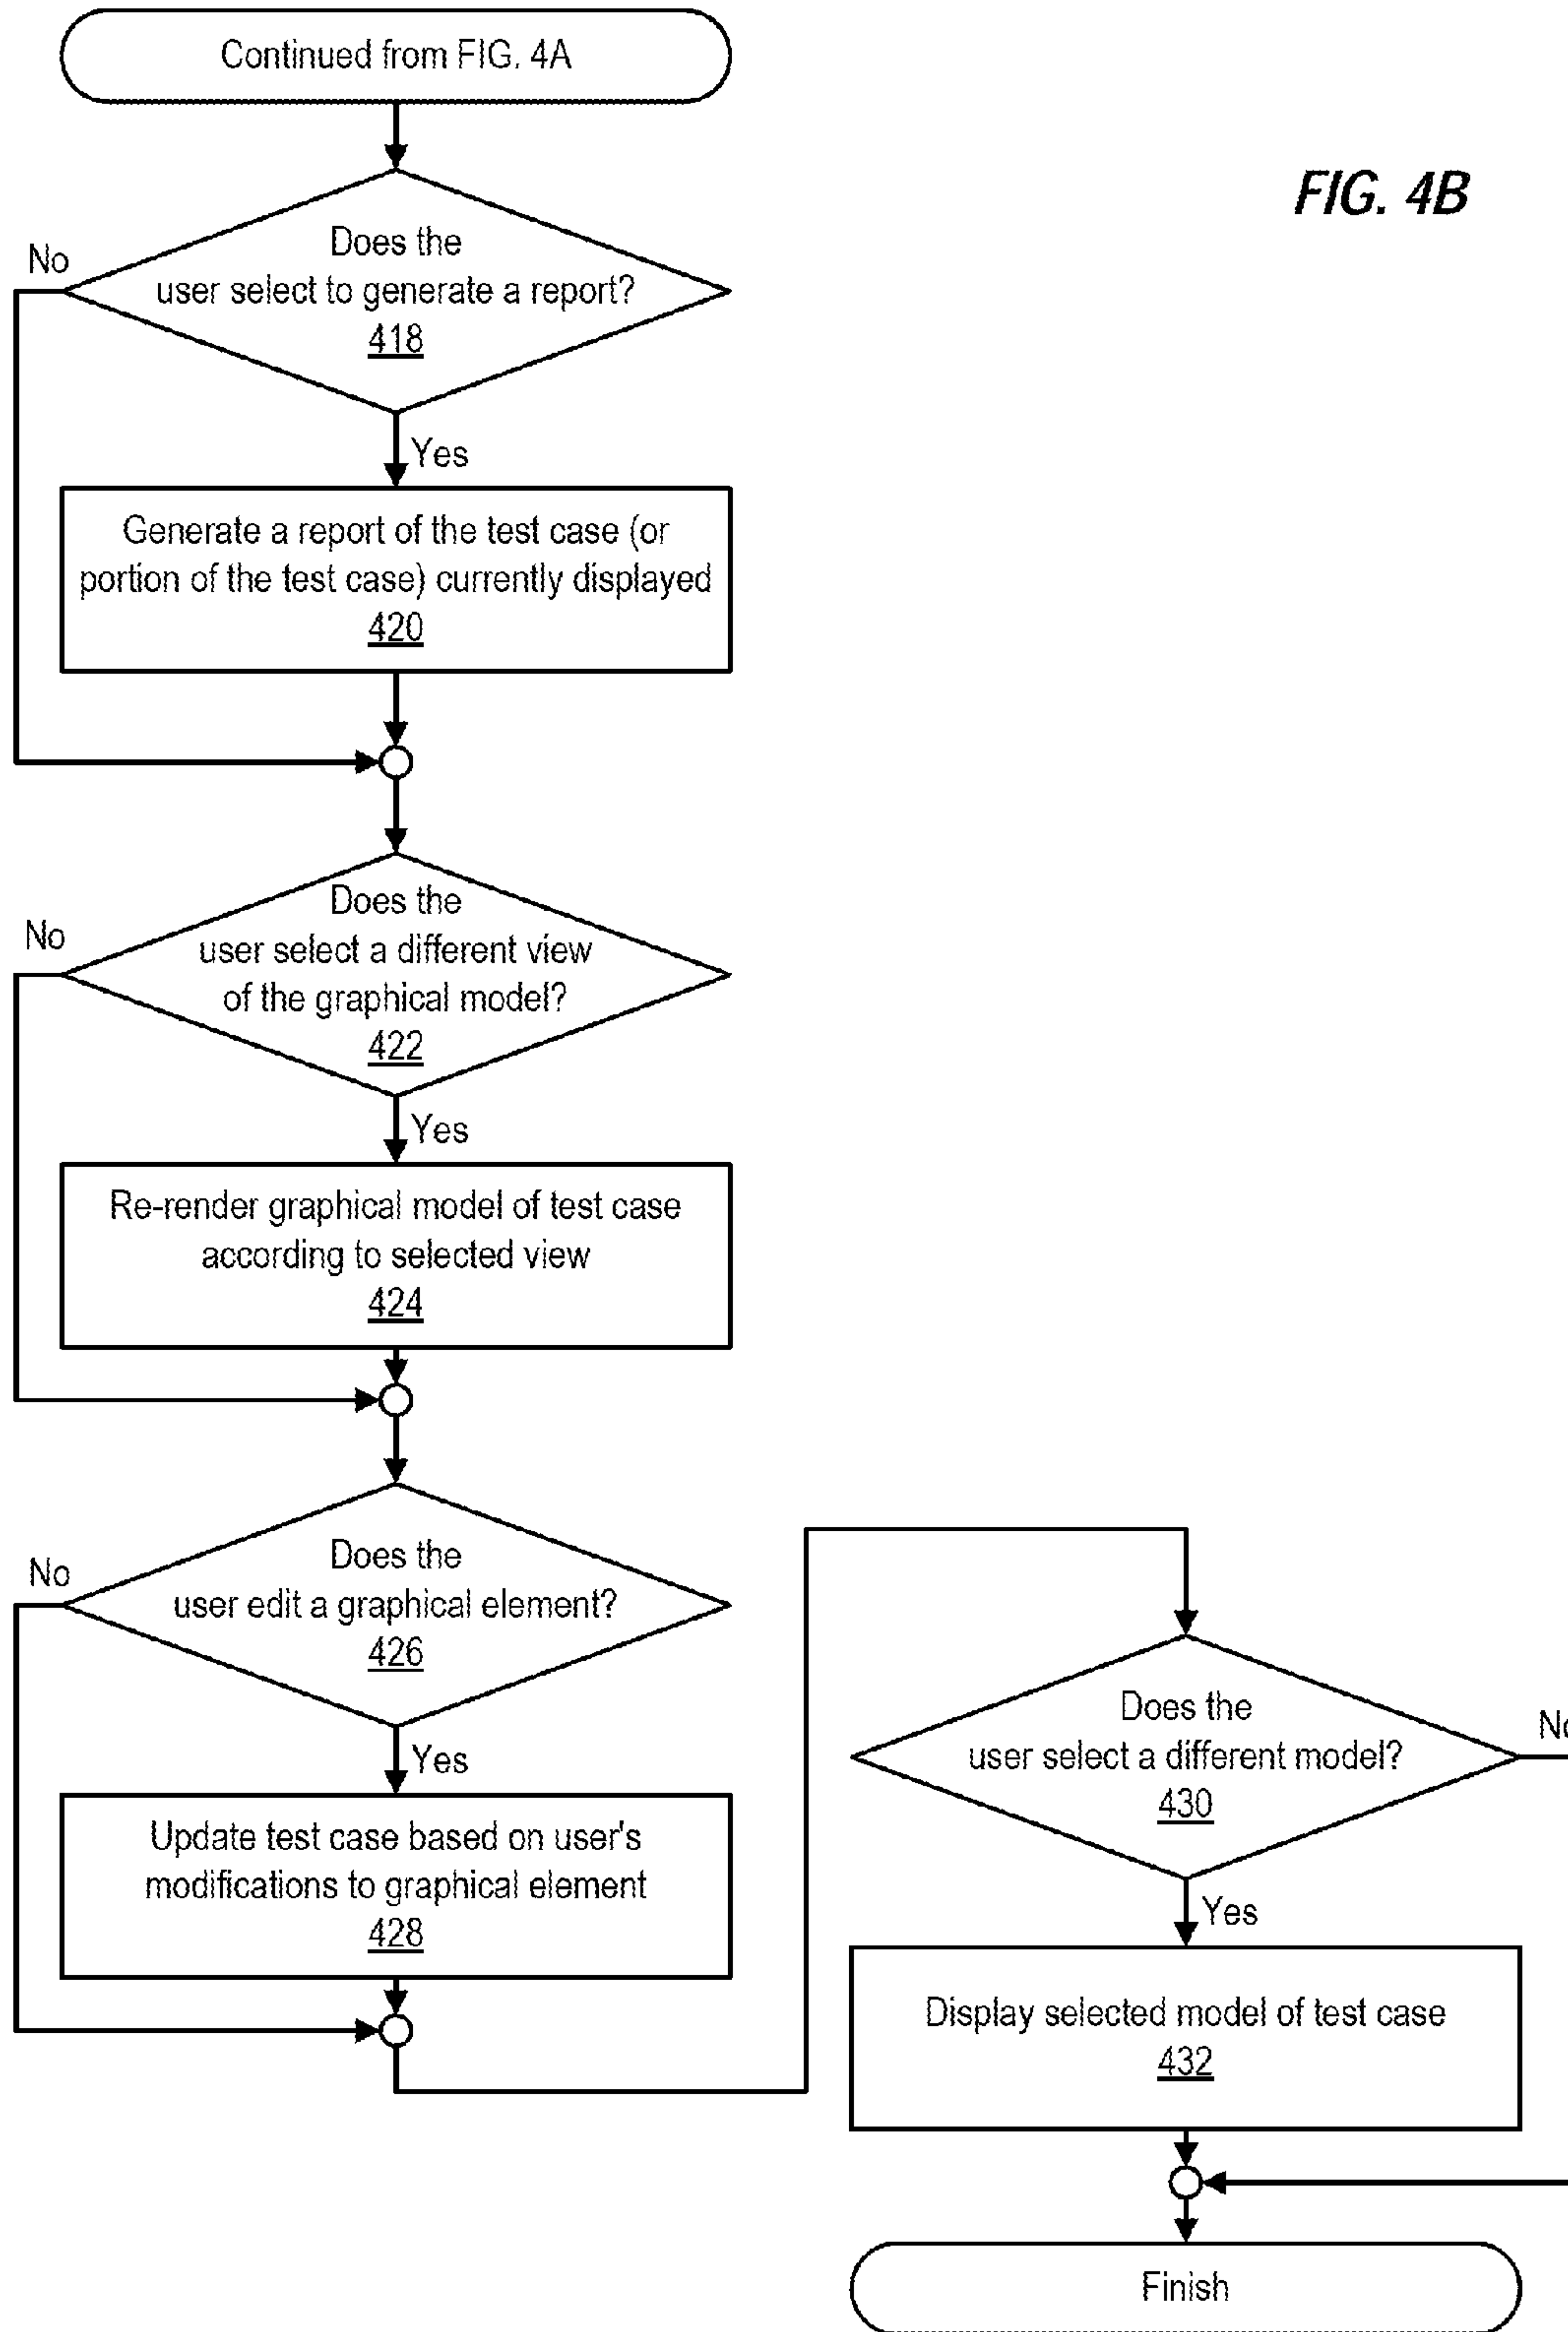 Continued from FIG. 4A
FIG. 4B
Does the
user select to generate a report?
418
No
Yes
Generate a report of the test case (or
portion of the test case) currently displayed
420
Does the
user select a different view
of the graphical model?
422
No
Yes
Re-render graphical model of test case
according to selected view
424
Does the
user edit a graphical element?
426
No
Yes
Update test case based on user's
modifications to graphical element
428
Does the
user select a different model?
430
No
Yes
Display selected model of test case
432
Finish